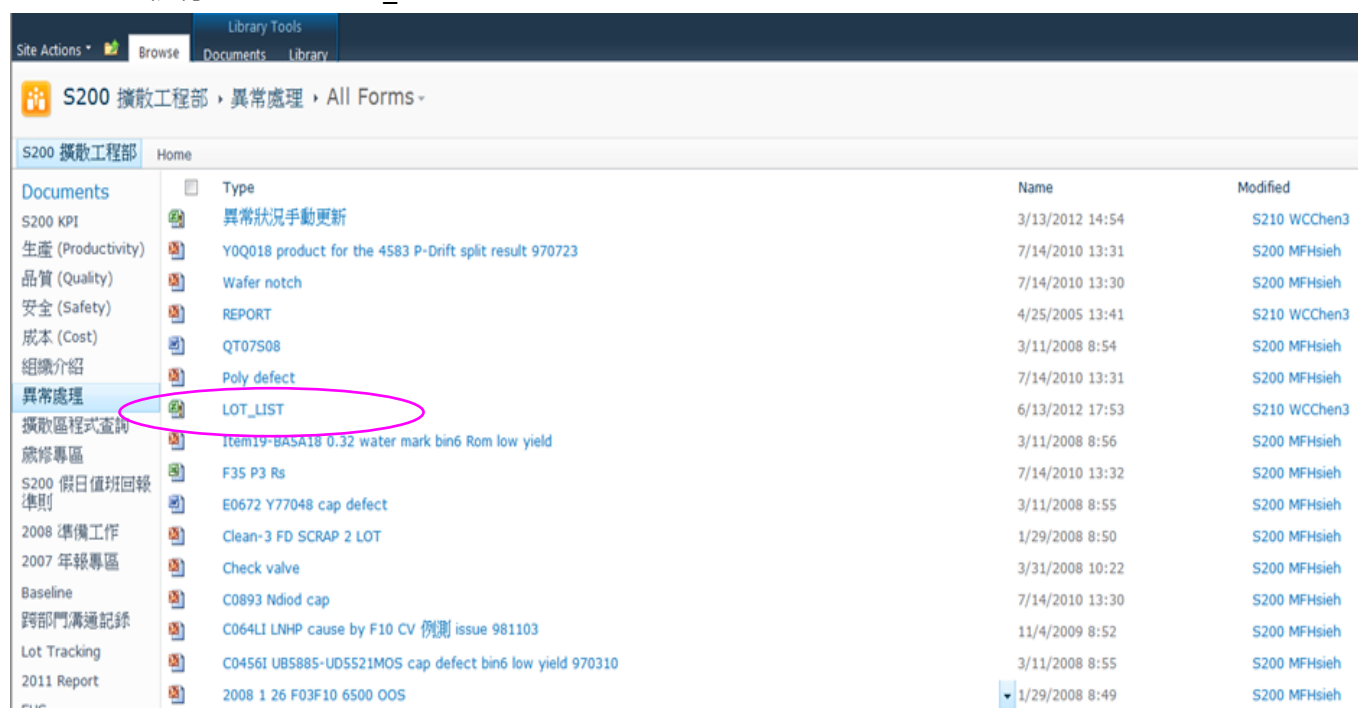 Library Tools
Site Actions Browse Documents Library
S200 擴散工程部 › 異常處理 › All Forms
S200 擴散工程部 Home
Documents
S200 KPI
生產 (Productivity)
品質 (Quality)
安全 (Safety)
成本 (Cost)
組織介紹
異常處理
擴散區程式查詢
歲修專區
S200 假日值班回報
準則
2008 準備工作
2007 年報專區
Baseline
跨部門溝通記錄
Lot Tracking
2011 Report
Type Name Modified
異常狀況手動更新 3/13/2012 14:54 S210 WCChen3
Y0Q018 product for the 4583 P-Drift split result 970723 7/14/2010 13:31 S200 MFHsieh
Wafer notch 7/14/2010 13:30 S200 MFHsieh
REPORT 4/25/2005 13:41 S210 WCChen3
QT07S08 3/11/2008 8:54 S200 MFHsieh
Poly defect 7/14/2010 13:31 S200 MFHsieh
LOT_LIST 6/13/2012 17:53 S210 WCChen3
Item19-BASA18 0.32 water mark bin6 Rom low yield 3/11/2008 8:56 S200 MFHsieh
F35 P3 Rs 7/14/2010 13:32 S200 MFHsieh
E0672 Y77048 cap defect 3/11/2008 8:55 S200 MFHsieh
Clean-3 FD SCRAP 2 LOT 1/29/2008 8:50 S200 MFHsieh
Check valve 3/31/2008 10:22 S200 MFHsieh
C0893 Ndiod cap 7/14/2010 13:30 S200 MFHsieh
C064LI LNHP cause by F10 CV 例測 issue 981103 11/4/2009 8:52 S200 MFHsieh
C0456I UB5885-UD5521MOS cap defect bin6 low yield 970310 3/11/2008 8:55 S200 MFHsieh
2008 1 26 F03F10 6500 OOS 1/29/2008 8:49 S200 MFHsieh